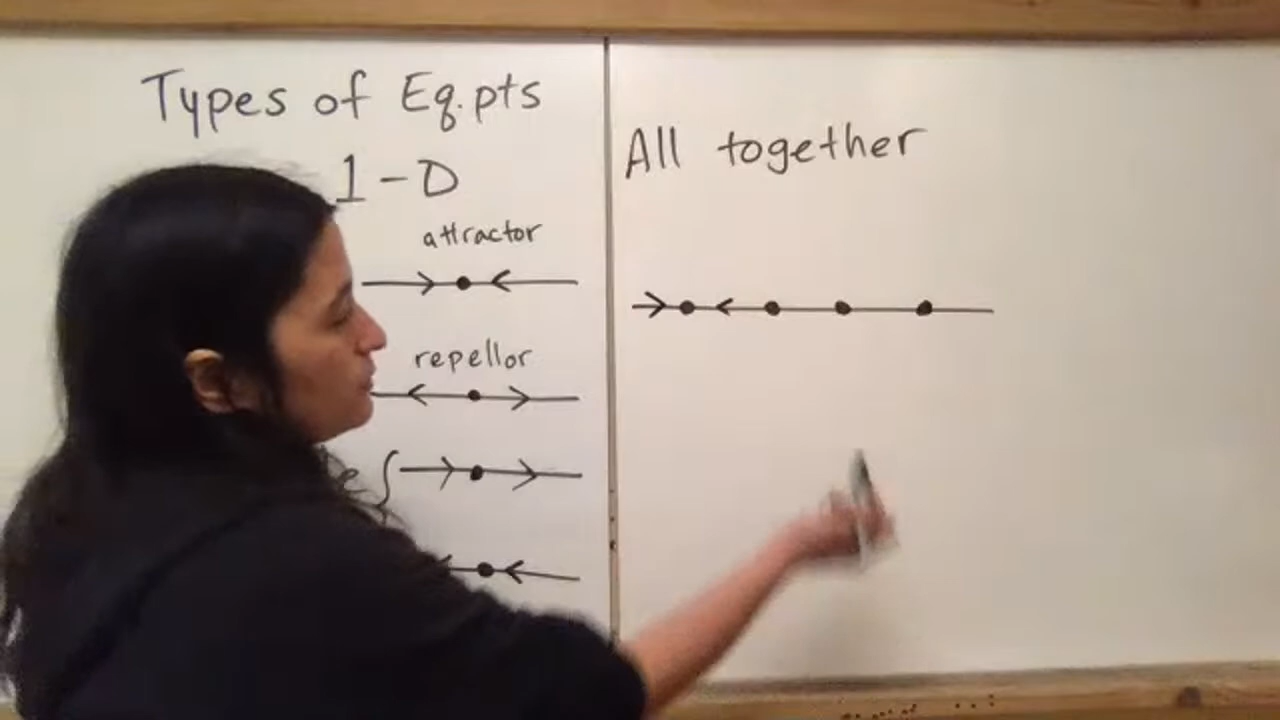 Types of Eq.pts
1-D
attractor
repellor
All together